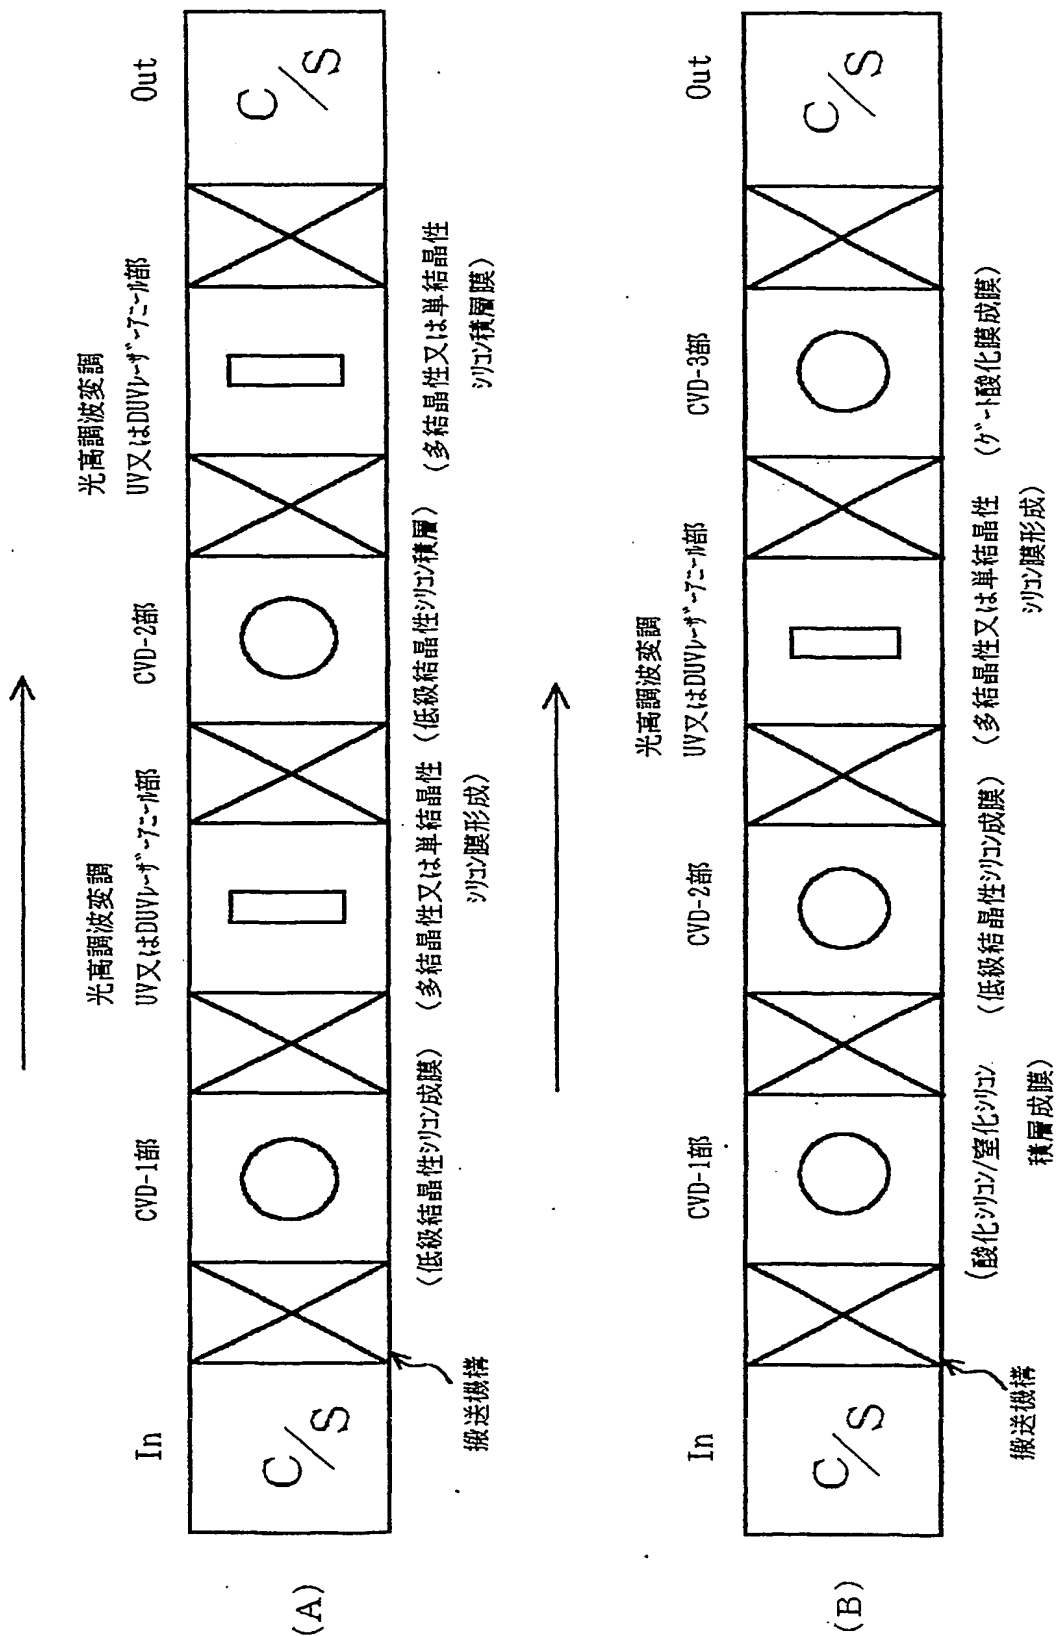 (A)
In
C/S
搬送機構
CVD-1部
(低級結晶性シリコン成膜)
光高調波変調
UV又はDUVレーザーアニール部
(多結晶性又は単結晶性
シリコン膜形成)
CVD-2部
(低級結晶性シリコン積層)
光高調波変調
UV又はDUVレーザーアニール部
(多結晶性又は単結晶性
シリコン積層膜)
Out
C/S
(B)
In
C/S
搬送機構
CVD-1部
(酸化シリコン/窒化シリコン
積層成膜)
CVD-2部
(低級結晶性シリコン成膜)
光高調波変調
UV又はDUVレーザーアニール部
(多結晶性又は単結晶性
シリコン膜形成)
CVD-3部
(ゲート酸化膜成膜)
Out
C/S